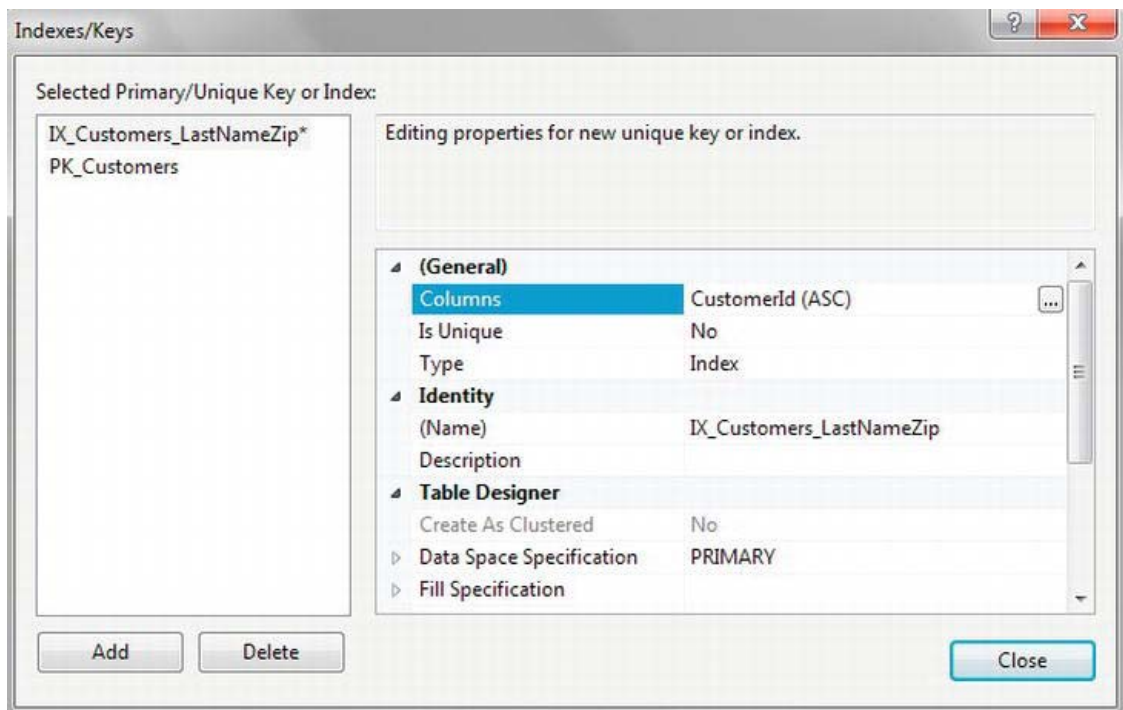 Indexes/Keys
Selected Primary/Unique Key or Index:
IX_Customers_LastNameZip*
PK_Customers
Editing properties for new unique key or index.
(General)
Columns CustomerId (ASC) ...
Is Unique No
Type Index
Identity
(Name) IX_Customers_LastNameZip
Description
Table Designer
Create As Clustered No
Data Space Specification PRIMARY
Fill Specification
Add Delete
Close